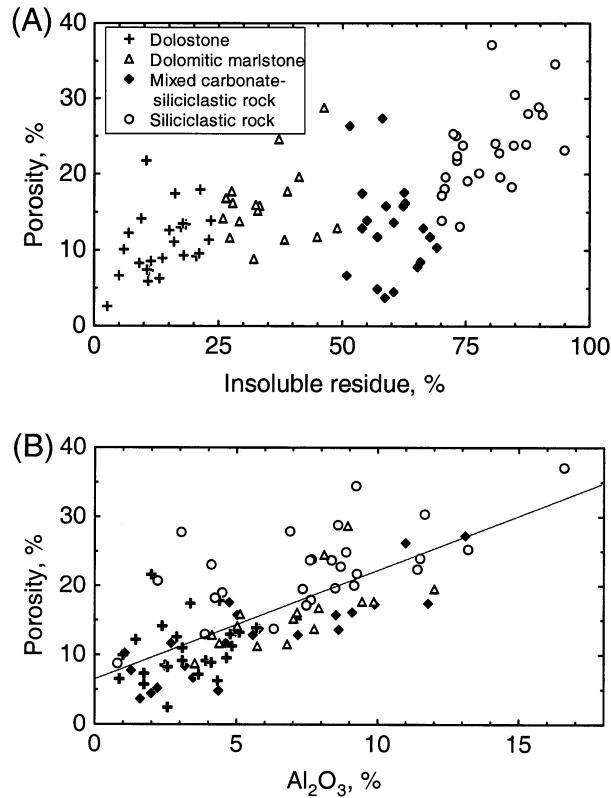 (A)
40
30
20
10
0
Porosity, %
Dolostone
Dolomitic marlstone
Mixed carbonate-
siliciclastic rock
Siliciclastic rock
0 25 50 75 100
Insoluble residue, %
(B)
40
30
20
10
0
Porosity, %
0 5 10 15
Al₂O₃, %